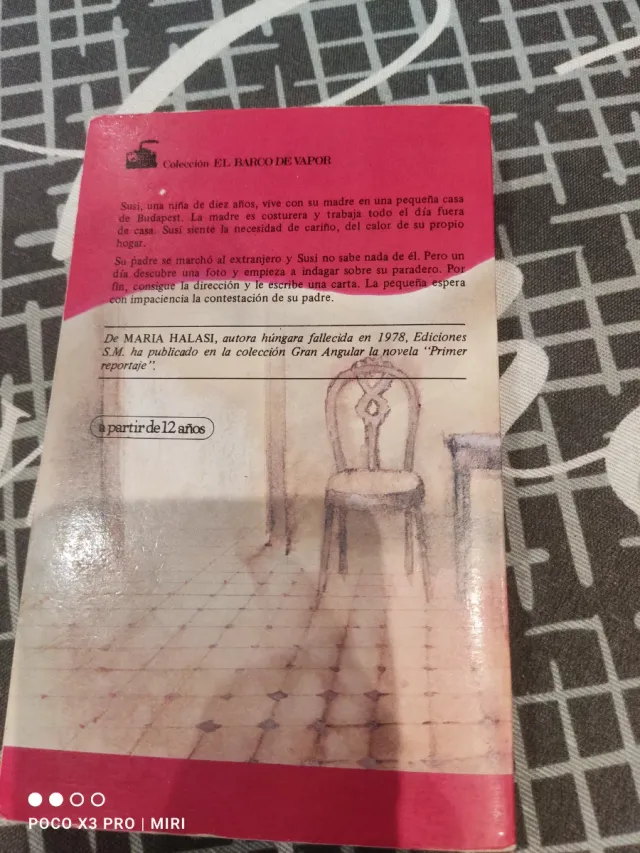 Colección EL BARCO DE VAPOR
Susi, una niña de diez años, vive con su madre en una pequeña casa
de Budapest. La madre es costurera y trabaja todo el día fuera
de casa. Susi siente la necesidad de cariño, del calor de su propio
hogar.
Su padre se marchó al extranjero y Susi no sabe nada de él. Pero un
día descubre una foto y empieza a indagar sobre su paradero. Por
fin, consigue la dirección y le escribe una carta. La pequeña espera
con impaciencia la contestación de su padre.
De MARIA HALASI, autora húngara fallecida en 1978, Ediciones
S.M. ha publicado en la colección Gran Angular la novela "Primer
reportaje".
a partir de 12 años
POCO X3 PRO | MIRI